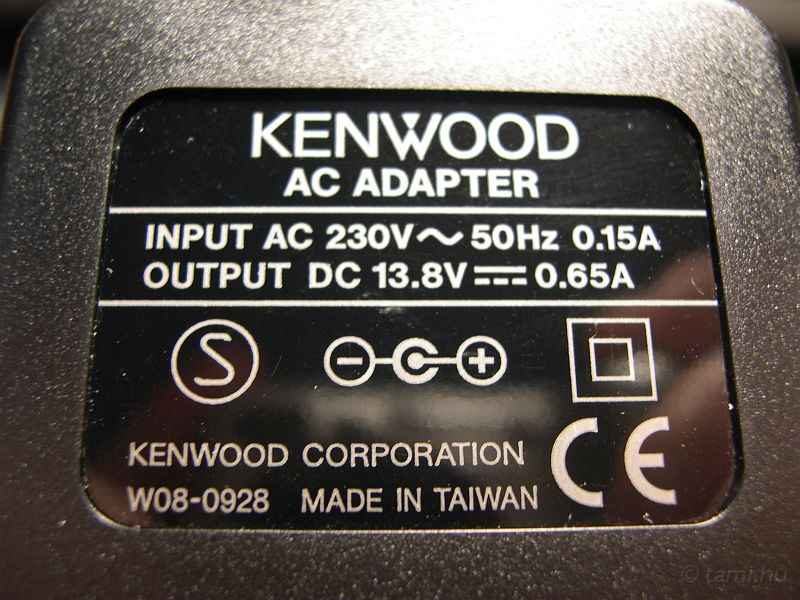 KENWOOD
AC ADAPTER
INPUT AC 230V～50Hz 0.15A
OUTPUT DC 13.8V⎓0.65A
S
KENWOOD CORPORATION
W08-0928 MADE IN TAIWAN
CE
© tami.hu